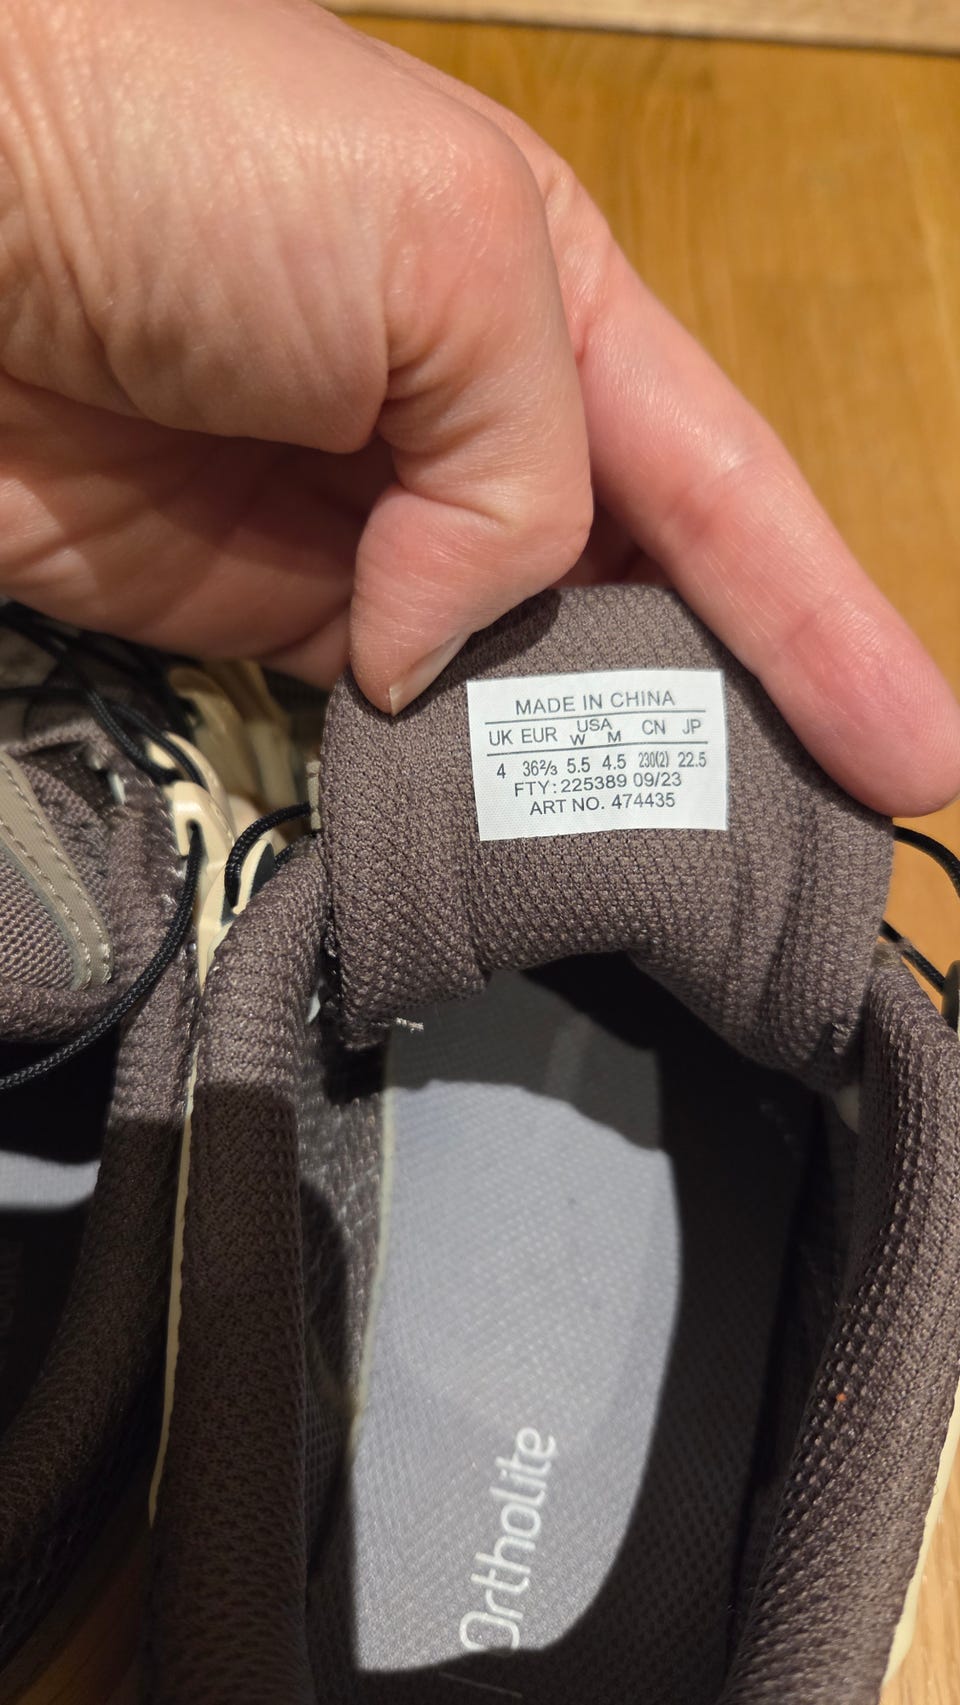 MADE IN CHINA
UK EUR USA W M CN JP
4 36⅔ 5.5 4.5 230(2) 22.5
FTY: 225389 09/23
ART NO. 474435
Ortholite